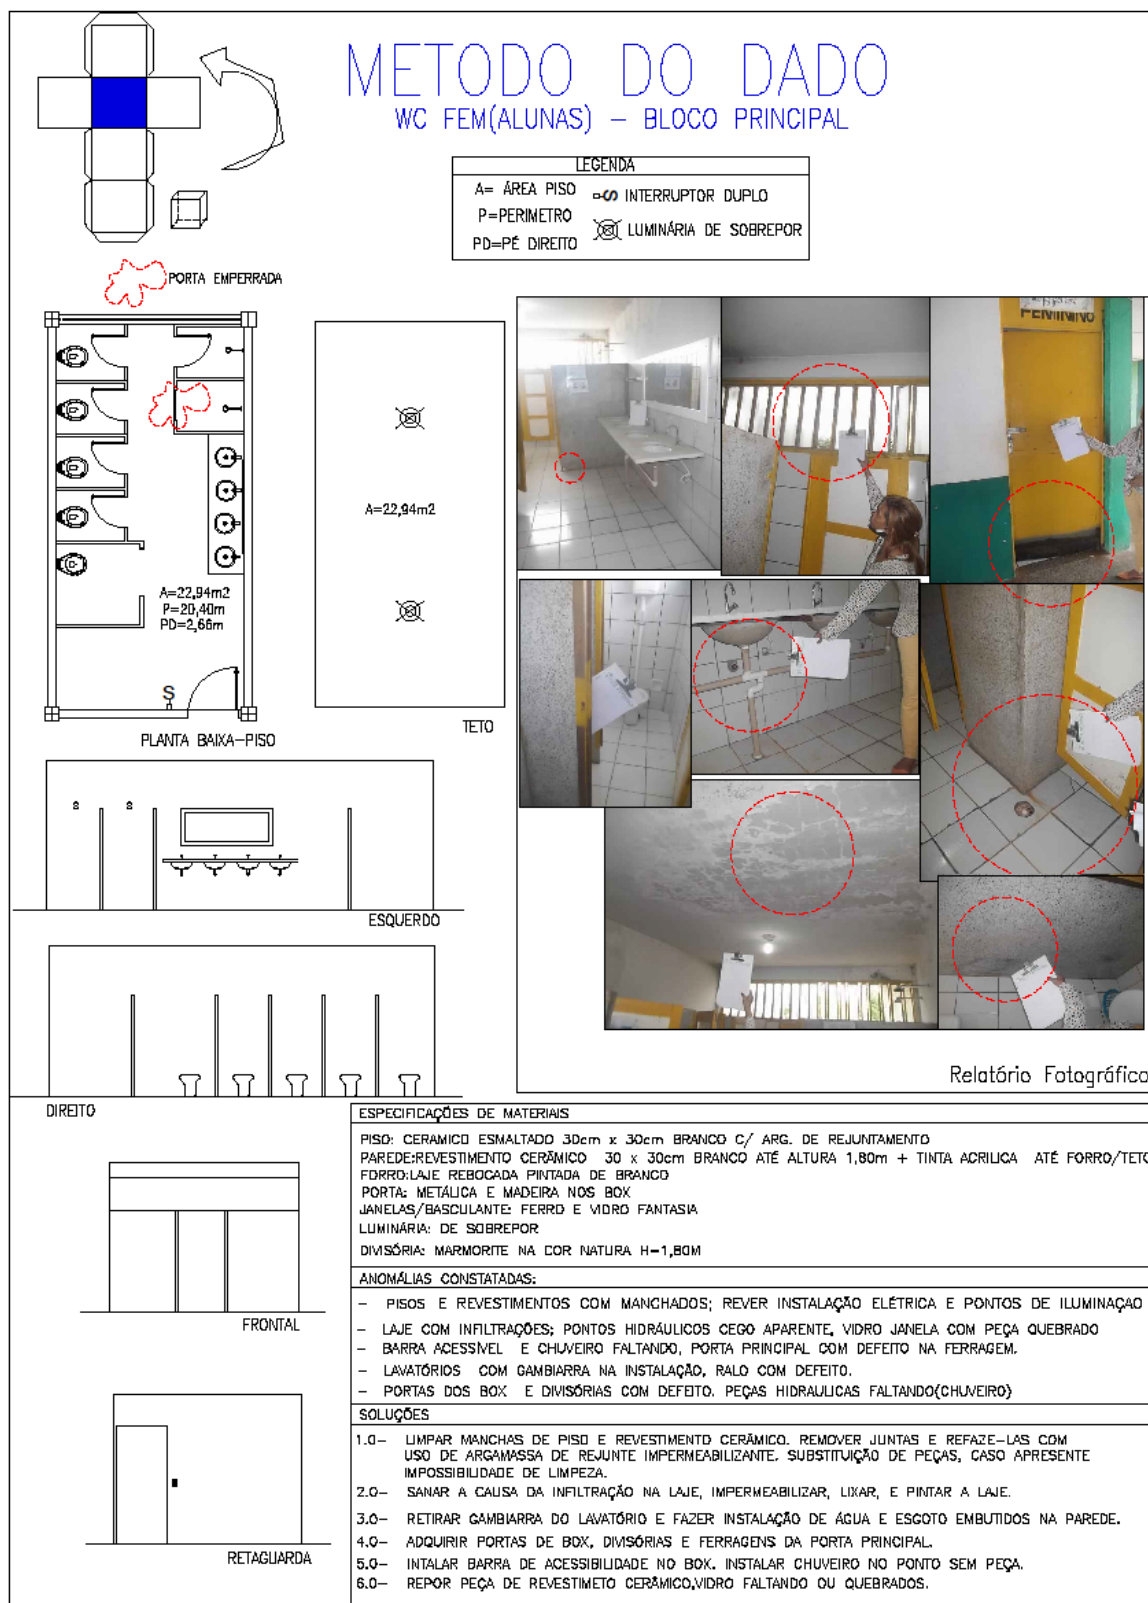 METODO DO DADO
WC FEM(ALUNAS) – BLOCO PRINCIPAL
LEGENDA
A= ÁREA PISO
P=PERIMETRO
PD=PÉ DIREITO
S INTERRUPTOR DUPLO
LUMINÁRIA DE SOBREPOR
PORTA EMPERRADA
A=22,94m2
P=20,40m
PD=2,66m
S
PLANTA BAIXA–PISO
A=22,94m2
TETO
FEMININO
ESQUERDO
DIREITO
FRONTAL
RETAGUARDA
Relatório Fotográfico
ESPECIFICAÇÕES DE MATERIAIS
PISO: CERAMICO ESMALTADO 30cm x 30cm BRANCO C/ ARG. DE REJUNTAMENTO
PAREDE:REVESTIMENTO CERÂMICO 30 x 30cm BRANCO ATÉ ALTURA 1,80m + TINTA ACRILICA ATÉ FORRO/TETO
FORRO:LAJE REBOCADA PINTADA DE BRANCO
PORTA: METÁLICA E MADEIRA NOS BOX
JANELAS/BASCULANTE: FERRO E VIDRO FANTASIA
LUMINÁRIA: DE SOBREPOR
DIVISÓRIA: MARMORITE NA COR NATURA H–1,80M
ANOMÁLIAS CONSTATADAS:
– PISOS E REVESTIMENTOS COM MANCHADOS; REVER INSTALAÇÃO ELÉTRICA E PONTOS DE ILUMINAÇAO
– LAJE COM INFILTRAÇÕES; PONTOS HIDRÁULICOS CEGO APARENTE, VIDRO JANELA COM PEÇA QUEBRADO
– BARRA ACESSÍVEL E CHUVEIRO FALTANDO, PORTA PRINCIPAL COM DEFEITO NA FERRAGEM.
– LAVATÓRIOS COM GAMBIARRA NA INSTALAÇÃO, RALO COM DEFEITO.
– PORTAS DOS BOX E DIVISÓRIAS COM DEFEITO. PEÇAS HIDRAULICAS FALTANDO(CHUVEIRO)
SOLUÇÕES
1.0– LIMPAR MANCHAS DE PISO E REVESTIMENTO CERÂMICO. REMOVER JUNTAS E REFAZE–LAS COM
USO DE ARGAMASSA DE REJUNTE IMPERMEABILIZANTE. SUBSTITUIÇÃO DE PEÇAS, CASO APRESENTE
IMPOSSIBILIDADE DE LIMPEZA.
2.0– SANAR A CAUSA DA INFILTRAÇÃO NA LAJE, IMPERMEABILIZAR, LIXAR, E PINTAR A LAJE.
3.0– RETIRAR GAMBIARRA DO LAVATÓRIO E FAZER INSTALAÇÃO DE ÁGUA E ESGOTO EMBUTIDOS NA PAREDE.
4.0– ADQUIRIR PORTAS DE BOX, DIVISÓRIAS E FERRAGENS DA PORTA PRINCIPAL.
5.0– INTALAR BARRA DE ACESSIBILIDADE NO BOX. INSTALAR CHUVEIRO NO PONTO SEM PEÇA.
6.0– REPOR PEÇA DE REVESTIMETO CERÂMICO,VIDRO FALTANDO OU QUEBRADOS.